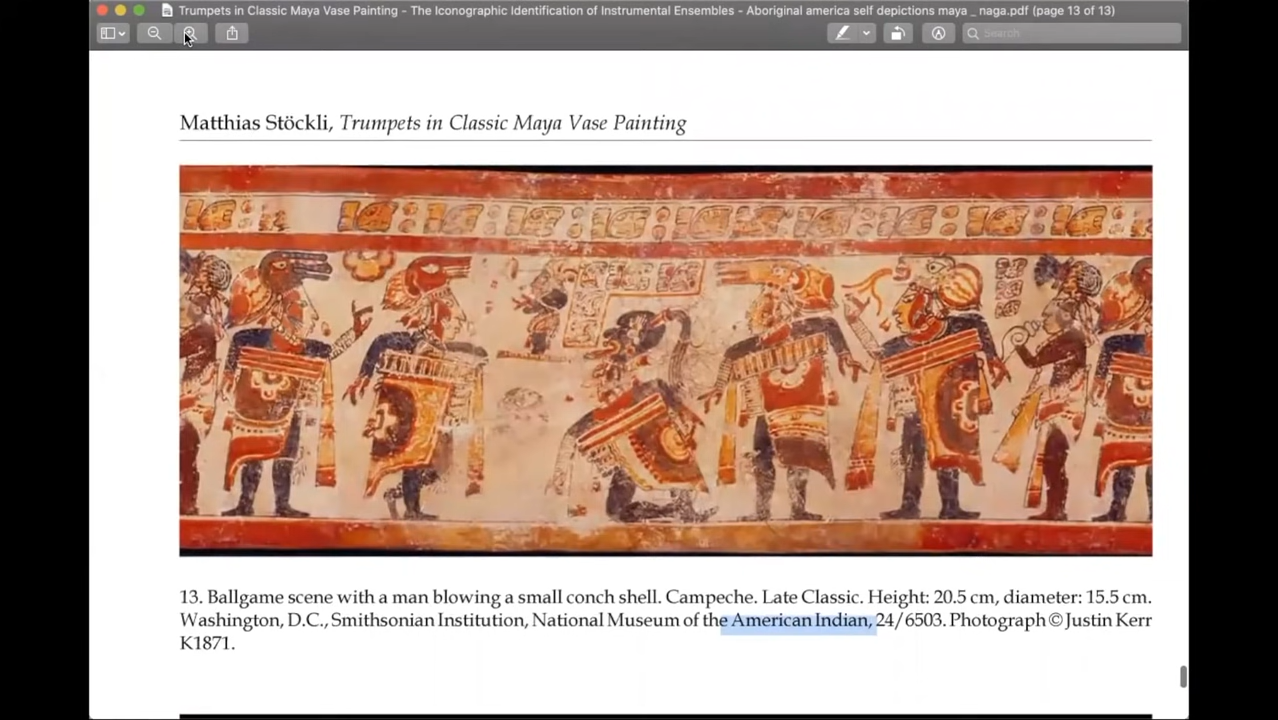 Trumpets in Classic Maya Vase Painting - The Iconographic Identification of Instrumental Ensembles - Aboriginal america self depictions maya _ naga.pdf (page 13 of 13)
Search
Matthias Stöckli, Trumpets in Classic Maya Vase Painting
13. Ballgame scene with a man blowing a small conch shell. Campeche. Late Classic. Height: 20.5 cm, diameter: 15.5 cm.
Washington, D.C., Smithsonian Institution, National Museum of the American Indian, 24/6503. Photograph © Justin Kerr
K1871.